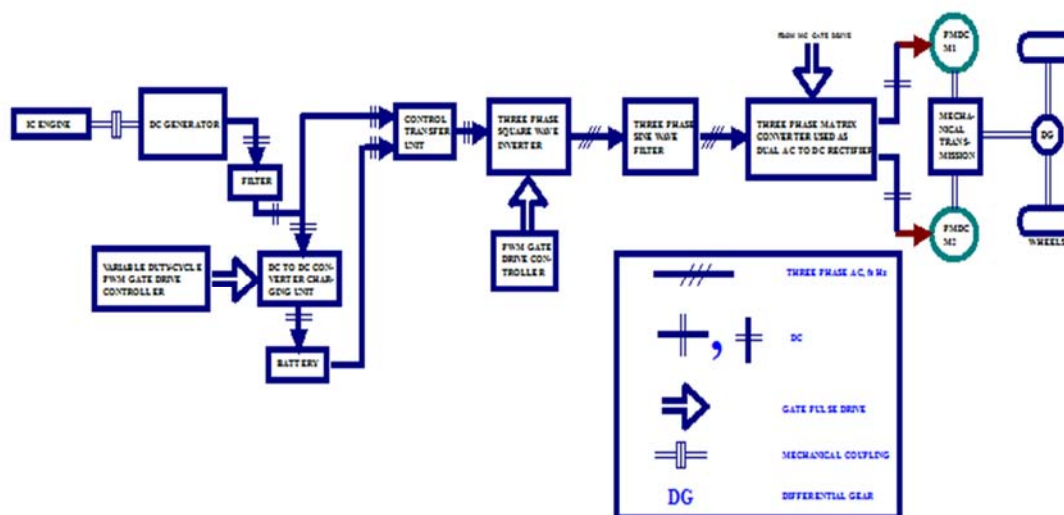 FROM MC GATE DRIVE
PMDC
M1
IC ENGINE
DC GENERATOR
CONTROL
TRANSFER
UNIT
THREE PHASE
SQUARE WAVE
INVERTER
THREE PHASE
SINE WAVE
FILTER
THREE PHASE MATRIX
CONVERTER USED AS
DUAL AC TO DC RECTIFIER
MECHA-
NICAL
TRANS-
MISSION
DG
FILTER
PMDC
M2
WHEELS
VARIABLE DUTY-CYCLE
PWM GATE DRIVE
CONTROLLER
DC TO DC CON-
VERTER CHAR-
GING UNIT
PWM GATE
DRIVE CON-
TROLLER
BATTERY
THREE PHASE AC, Hz
, DC
GATE PULSE DRIVE
MECHANICAL COUPLING
DG DIFFERENTIAL GEAR